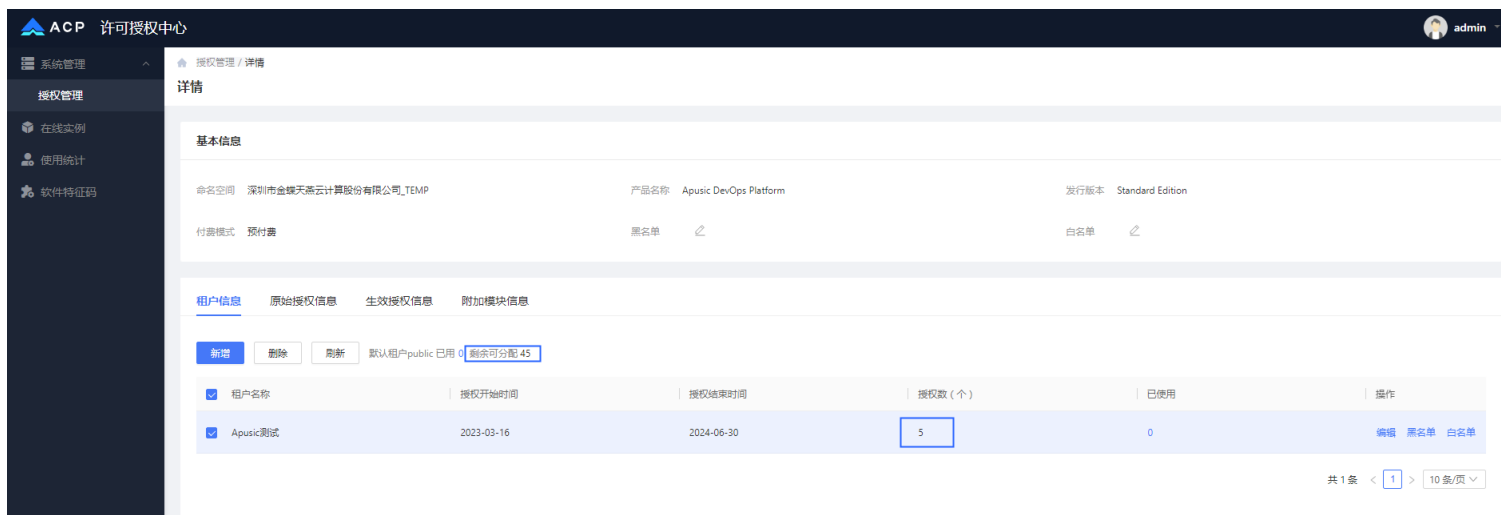 ACP 许可授权中心
admin
系统管理
授权管理
在线实例
使用统计
软件特征码
授权管理 / 详情
详情
基本信息
命名空间 深圳市金蝶天燕云计算股份有限公司_TEMP 产品名称 Apusic DevOps Platform 发行版本 Standard Edition
付费模式 预付费 黑名单 白名单
租户信息 原始授权信息 生效授权信息 附加模块信息
新增 删除 刷新 默认租户public 已用 0 剩余可分配 45
租户名称 授权开始时间 授权结束时间 授权数（个） 已使用 操作
Apusic测试 2023-03-16 2024-06-30 5 0 编辑 黑名单 白名单
共 1 条 < 1 > 10 条/页